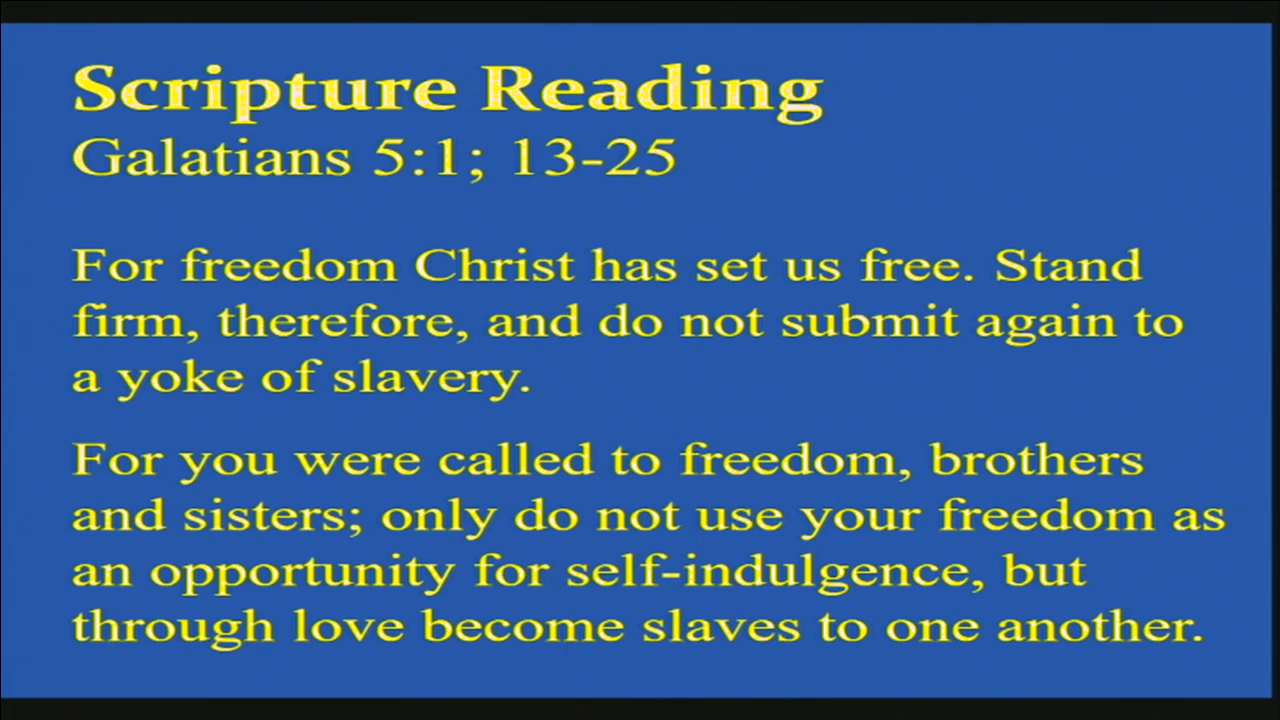 Scripture Reading
Galatians 5:1; 13-25
For freedom Christ has set us free. Stand
firm, therefore, and do not submit again to
a yoke of slavery.
For you were called to freedom, brothers
and sisters; only do not use your freedom as
an opportunity for self-indulgence, but
through love become slaves to one another.